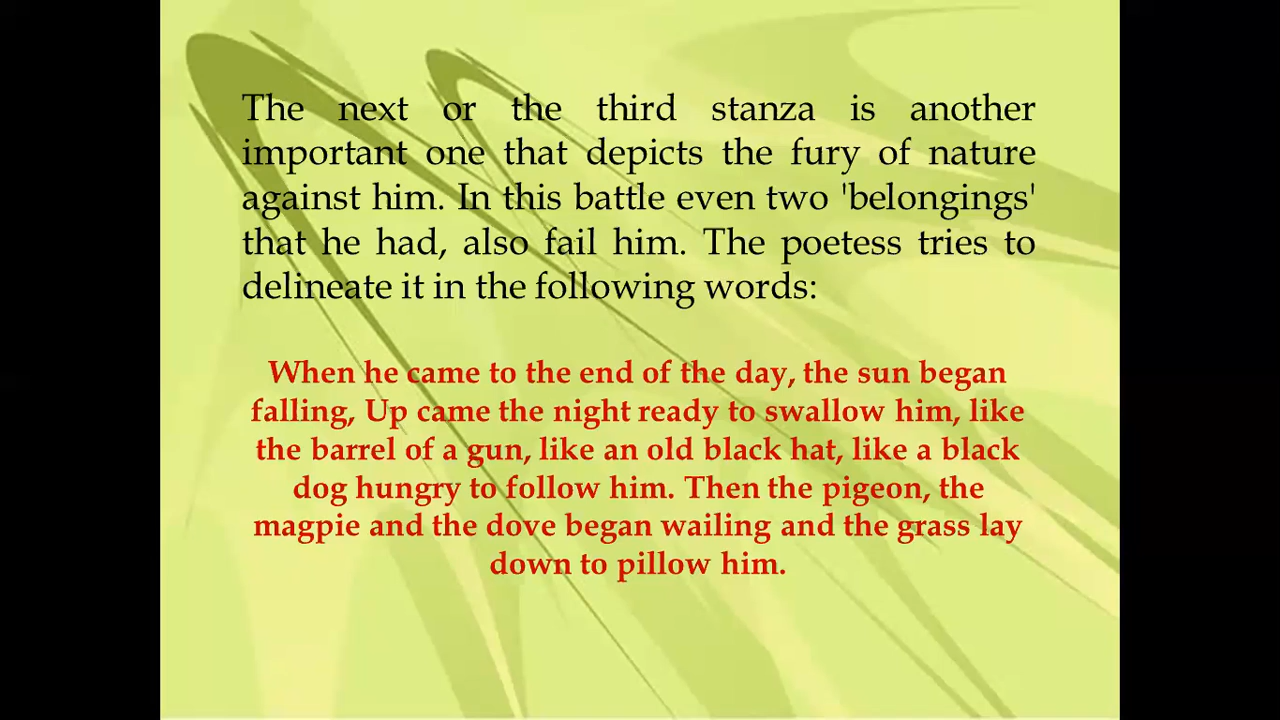 The next or the third stanza is another
important one that depicts the fury of nature
against him. In this battle even two 'belongings'
that he had, also fail him. The poetess tries to
delineate it in the following words:
When he came to the end of the day, the sun began
falling, Up came the night ready to swallow him, like
the barrel of a gun, like an old black hat, like a black
dog hungry to follow him. Then the pigeon, the
magpie and the dove began wailing and the grass lay
down to pillow him.